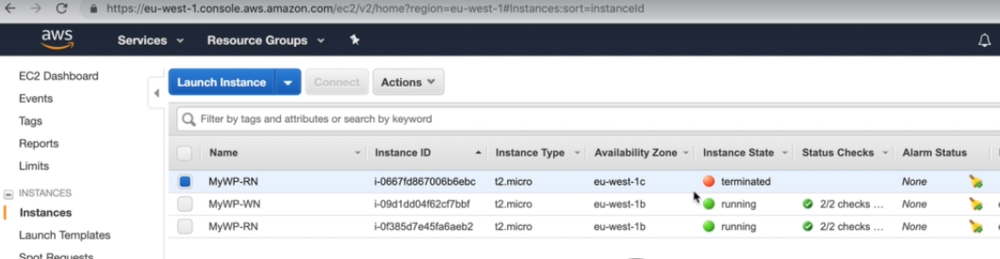 https://eu-west-1.console.aws.amazon.com/ec2/v2/home?region=eu-west-1#Instances:sort=instanceId
aws Services Resource Groups
EC2 Dashboard
Events
Tags
Reports
Limits
INSTANCES
Instances
Launch Templates
Spot Requests
Launch Instance Connect Actions
Filter by tags and attributes or search by keyword
Name Instance ID Instance Type Availability Zone Instance State Status Checks Alarm Status
MyWP-RN i-0667fd867006b6ebc t2.micro eu-west-1c terminated None
MyWP-WN i-09d1dd04f62cf7bbf t2.micro eu-west-1b running 2/2 checks ... None
MyWP-RN i-0f385d7e45fa6aeb2 t2.micro eu-west-1b running 2/2 checks ... None